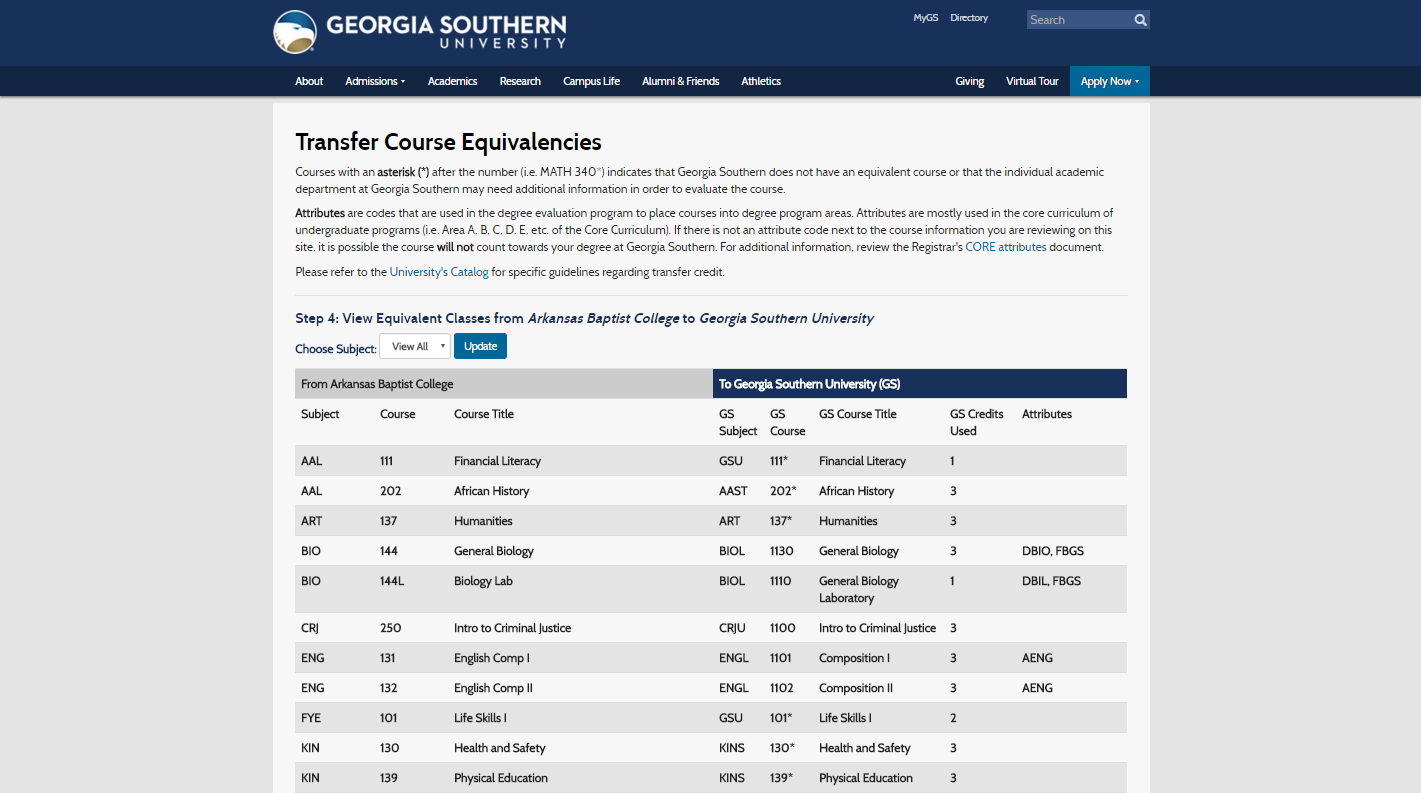 GEORGIA SOUTHERN
UNIVERSITY
MyGS Directory Search
About Admissions Academics Research Campus Life Alumni & Friends Athletics Giving Virtual Tour Apply Now
Transfer Course Equivalencies
Courses with an asterisk (*) after the number (i.e. MATH 340*) indicates that Georgia Southern does not have an equivalent course or that the individual academic
department at Georgia Southern may need additional information in order to evaluate the course.
Attributes are codes that are used in the degree evaluation program to place courses into degree program areas. Attributes are mostly used in the core curriculum of
undergraduate programs (i.e. Area A, B, C, D, E, etc. of the Core Curriculum). If there is not an attribute code next to the course information you are reviewing on this
site, it is possible the course will not count towards your degree at Georgia Southern. For additional information, review the Registrar's CORE attributes document.
Please refer to the University's Catalog for specific guidelines regarding transfer credit.
Step 4: View Equivalent Classes from Arkansas Baptist College to Georgia Southern University
Choose Subject: View All Update
From Arkansas Baptist College To Georgia Southern University (GS)
Subject Course Course Title GS Subject GS Course GS Course Title GS Credits Used Attributes
AAL 111 Financial Literacy GSU 111* Financial Literacy 1
AAL 202 African History AAST 202* African History 3
ART 137 Humanities ART 137* Humanities 3
BIO 144 General Biology BIOL 1130 General Biology 3 DBIO, FBGS
BIO 144L Biology Lab BIOL 1110 General Biology Laboratory 1 DBIL, FBGS
CRJ 250 Intro to Criminal Justice CRJU 1100 Intro to Criminal Justice 3
ENG 131 English Comp I ENGL 1101 Composition I 3 AENG
ENG 132 English Comp II ENGL 1102 Composition II 3 AENG
FYE 101 Life Skills I GSU 101* Life Skills I 2
KIN 130 Health and Safety KINS 130* Health and Safety 3
KIN 139 Physical Education KINS 139* Physical Education 3